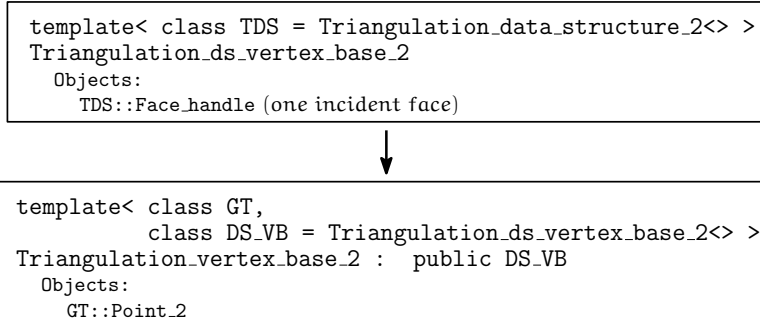 template< class TDS = Triangulation_data_structure_2<> >
Triangulation_ds_vertex_base_2
Objects:
TDS::Face_handle (one incident face)
template< class GT,
class DS_VB = Triangulation_ds_vertex_base_2<> >
Triangulation_vertex_base_2 : public DS_VB
Objects:
GT::Point_2